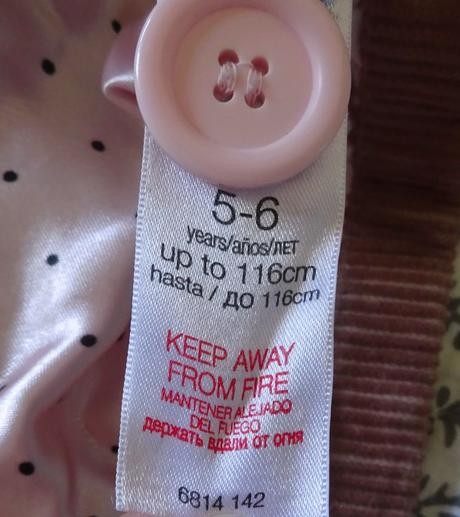 5-6
years/años/ЛЕТ
up to 116cm
hasta / до 116cm
KEEP AWAY
FROM FIRE
MANTENER ALEJADO
DEL FUEGO
держать вдали от огня
6814 142